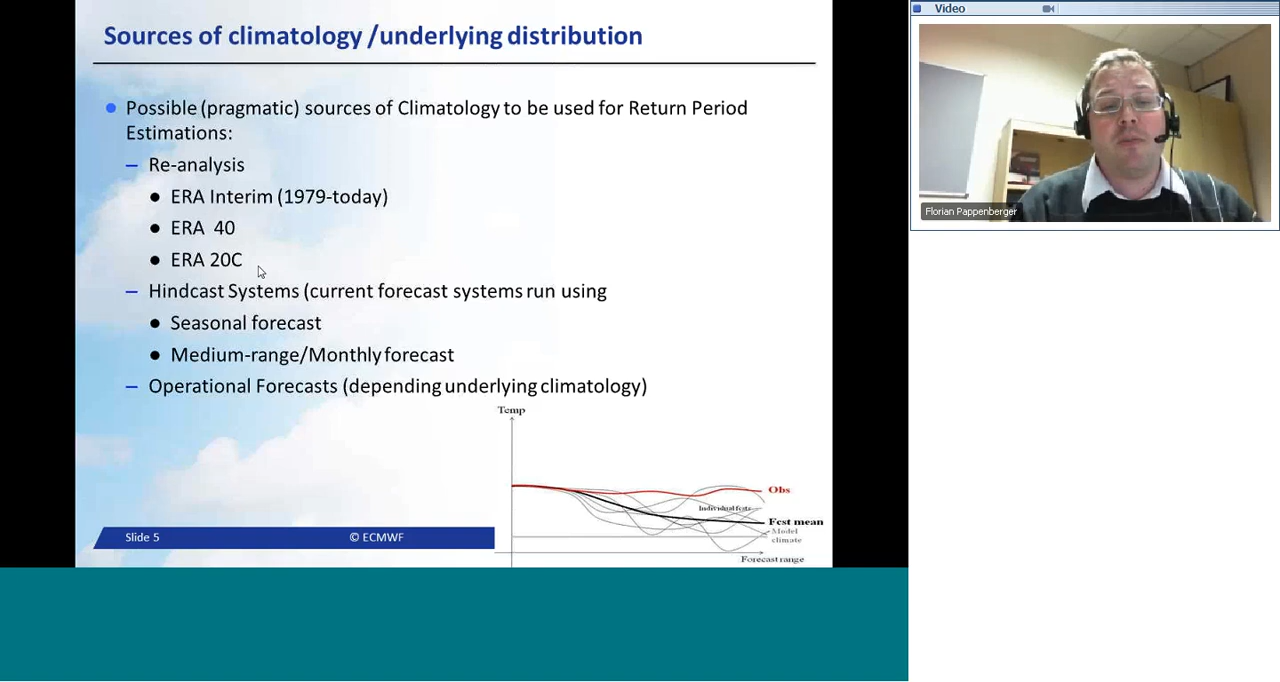 Sources of climatology /underlying distribution
Possible (pragmatic) sources of Climatology to be used for Return Period
Estimations:
– Re-analysis
ERA Interim (1979-today)
ERA 40
ERA 20C
– Hindcast Systems (current forecast systems run using
Seasonal forecast
Medium-range/Monthly forecast
– Operational Forecasts (depending underlying climatology)
Temp
Obs
Individual fcsts
Fcst mean
Model
climate
Forecast range
Slide 5
© ECMWF
Video
Florian Pappenberger